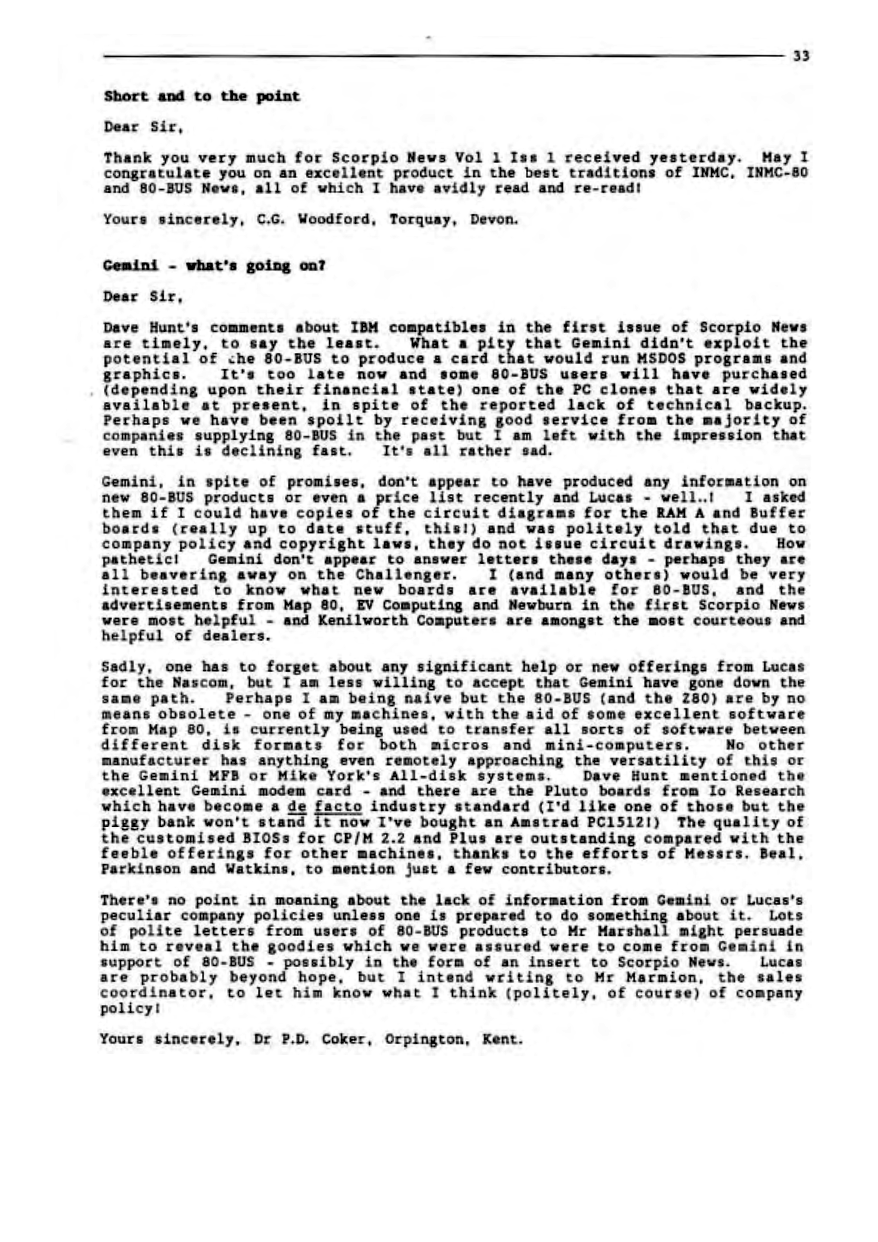 33
Short and to the point
Dear Sir,
Thank you very much for Scorpio News Vol 1 Iss 1 received yesterday. May I
congratulate you on an excellent product in the best traditions of INMC, INMC-80
and 80-BUS News, all of which I have avidly read and re-read!
Yours sincerely, C.G. Woodford, Torquay, Devon.
Gemini - what's going on?
Dear Sir,
Dave Hunt's comments about IBM compatibles in the first issue of Scorpio News
are timely, to say the least. What a pity that Gemini didn't exploit the
potential of the 80-BUS to produce a card that would run MSDOS programs and
graphics. It's too late now and some 80-BUS users will have purchased
(depending upon their financial state) one of the PC clones that are widely
available at present, in spite of the reported lack of technical backup.
Perhaps we have been spoilt by receiving good service from the majority of
companies supplying 80-BUS in the past but I am left with the impression that
even this is declining fast. It's all rather sad.
Gemini, in spite of promises, don't appear to have produced any information on
new 80-BUS products or even a price list recently and Lucas - well..! I asked
them if I could have copies of the circuit diagrams for the RAM A and Buffer
boards (really up to date stuff, this!) and was politely told that due to
company policy and copyright laws, they do not issue circuit drawings. How
pathetic! Gemini don't appear to answer letters these days - perhaps they are
all beavering away on the Challenger. I (and many others) would be very
interested to know what new boards are available for 80-BUS, and the
advertisements from Map 80, EV Computing and Newburn in the first Scorpio News
were most helpful - and Kenilworth Computers are amongst the most courteous and
helpful of dealers.
Sadly, one has to forget about any significant help or new offerings from Lucas
for the Nascom, but I am less willing to accept that Gemini have gone down the
same path. Perhaps I am being naive but the 80-BUS (and the Z80) are by no
means obsolete - one of my machines, with the aid of some excellent software
from Map 80, is currently being used to transfer all sorts of software between
different disk formats for both micros and mini-computers. No other
manufacturer has anything even remotely approaching the versatility of this or
the Gemini MFB or Mike York's All-disk systems. Dave Hunt mentioned the
excellent Gemini modem card - and there are the Pluto boards from Io Research
which have become a de facto industry standard (I'd like one of those but the
piggy bank won't stand it now I've bought an Amstrad PC1512!) The quality of
the customised BIOSs for CP/M 2.2 and Plus are outstanding compared with the
feeble offerings for other machines, thanks to the efforts of Messrs. Beal,
Parkinson and Watkins, to mention just a few contributors.
There's no point in moaning about the lack of information from Gemini or Lucas's
peculiar company policies unless one is prepared to do something about it. Lots
of polite letters from users of 80-BUS products to Mr Marshall might persuade
him to reveal the goodies which we were assured were to come from Gemini in
support of 80-BUS - possibly in the form of an insert to Scorpio News. Lucas
are probably beyond hope, but I intend writing to Mr Marmion, the sales
coordinator, to let him know what I think (politely, of course) of company
policy!
Yours sincerely, Dr P.D. Coker, Orpington, Kent.